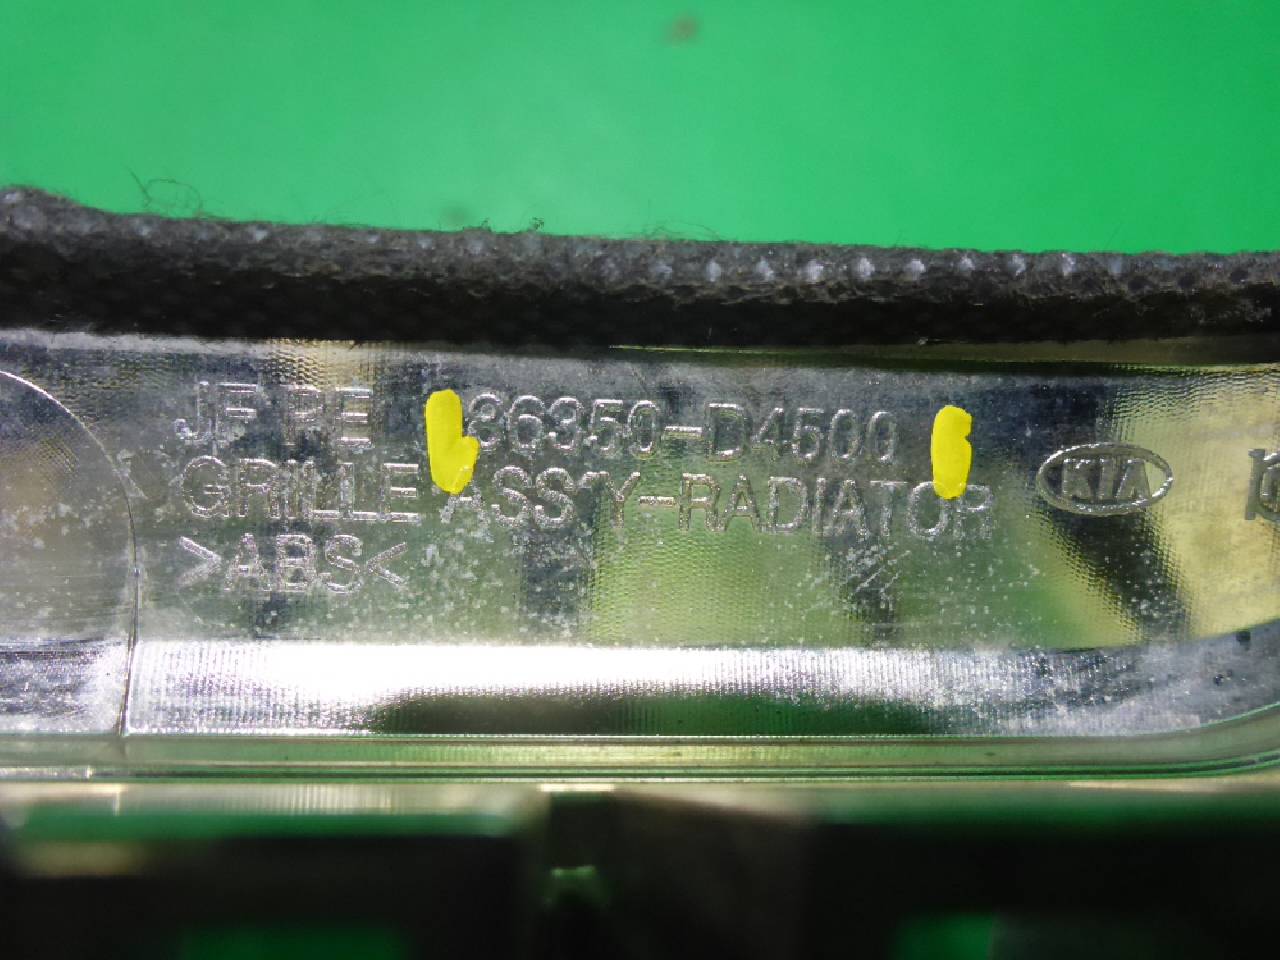 JF PE 86350-D4500
GRILLE ASS'Y-RADIATOR
>ABS<
KIA